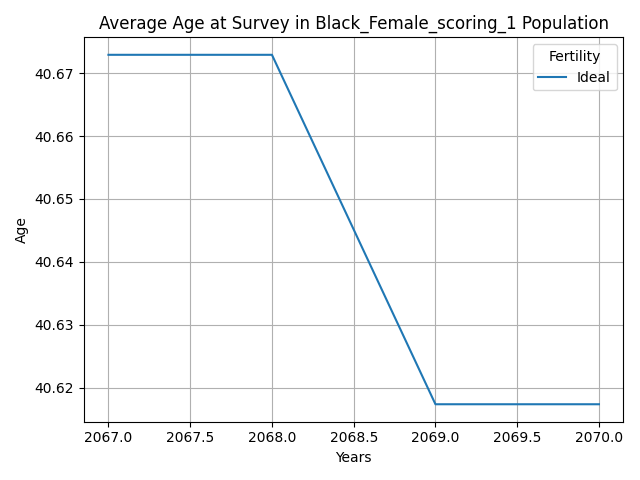 Average Age at Survey in Black_Female_scoring_1 Population
Fertility
Ideal
40.67
40.66
40.65
40.64
40.63
40.62
Age
2067.0 2067.5 2068.0 2068.5 2069.0 2069.5 2070.0
Years